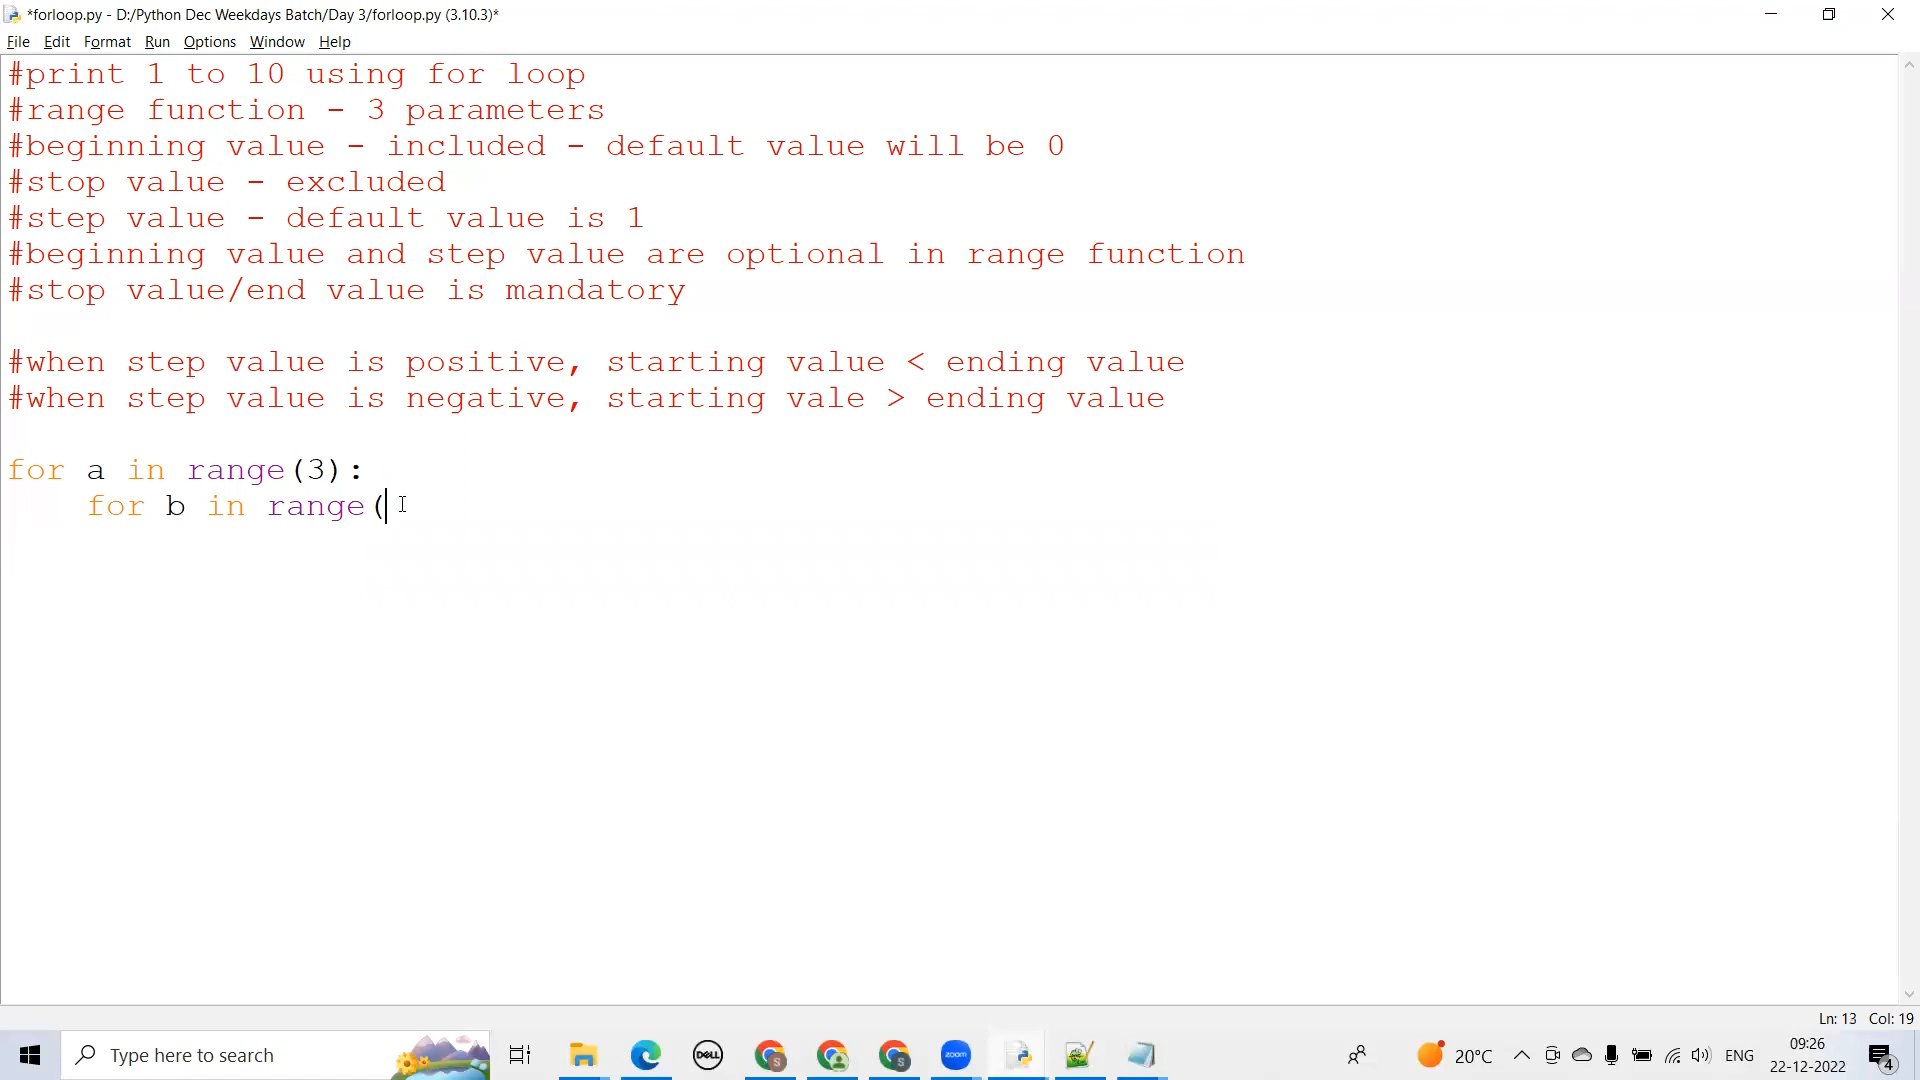 *forloop.py - D:/Python Dec Weekdays Batch/Day 3/forloop.py (3.10.3)*
File Edit Format Run Options Window Help
#print 1 to 10 using for loop
#range function - 3 parameters
#beginning value - included - default value will be 0
#stop value - excluded
#step value - default value is 1
#beginning value and step value are optional in range function
#stop value/end value is mandatory
#when step value is positive, starting value < ending value
#when step value is negative, starting vale > ending value
for a in range(3):
    for b in range(
Ln: 13 Col: 19
Type here to search
DELL
S
S
zoom
20°C
ENG
09:26
22-12-2022
4